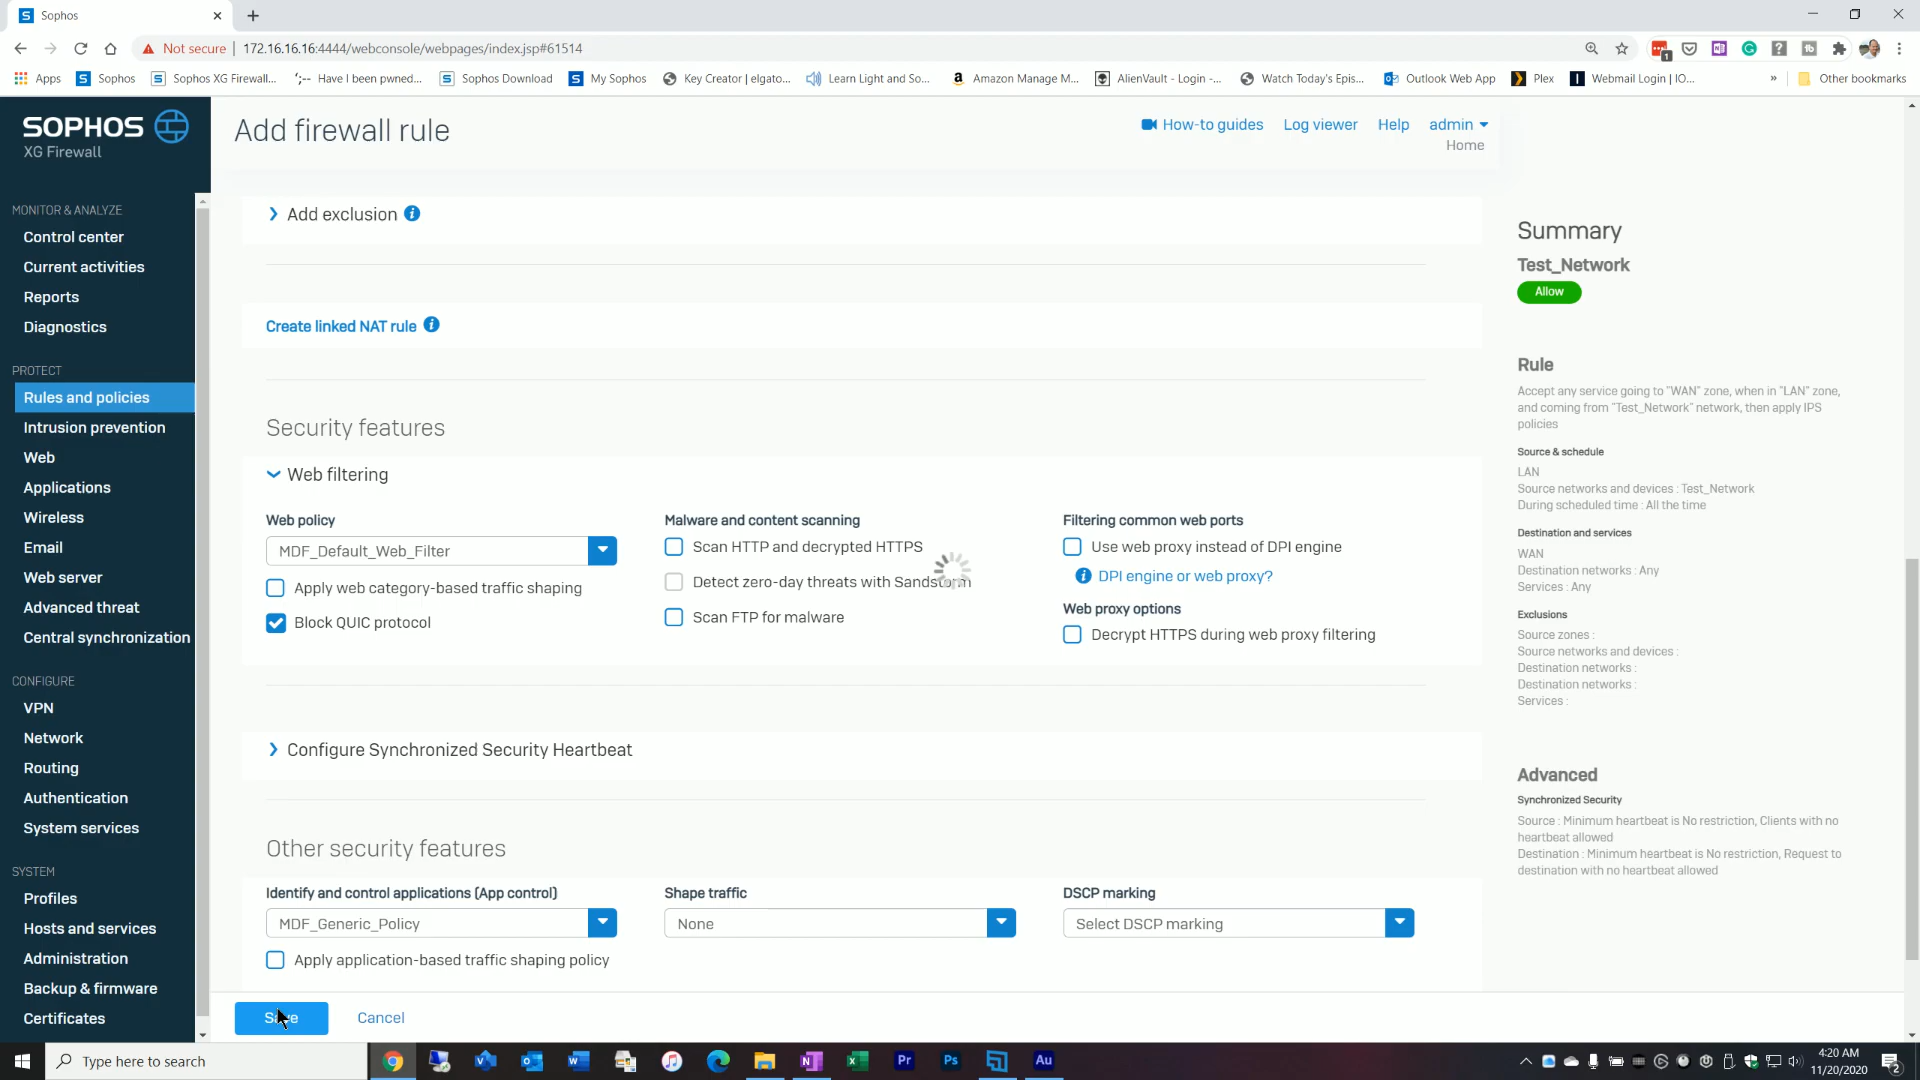 Sophos
Not secure | 172.16.16.16:4444/webconsole/webpages/index.jsp#61514
Apps
Sophos
Sophos XG Firewall...
Have I been pwned...
Sophos Download
My Sophos
Key Creator | elgato...
Learn Light and So...
Amazon Manage M...
AlienVault - Login -...
Watch Today's Epis...
Outlook Web App
Plex
Webmail Login | IO...
»
Other bookmarks
SOPHOS
XG Firewall
MONITOR & ANALYZE
Control center
Current activities
Reports
Diagnostics
PROTECT
Rules and policies
Intrusion prevention
Web
Applications
Wireless
Email
Web server
Advanced threat
Central synchronization
CONFIGURE
VPN
Network
Routing
Authentication
System services
SYSTEM
Profiles
Hosts and services
Administration
Backup & firmware
Certificates
Add firewall rule
How-to guides
Log viewer
Help
admin
Home
Add exclusion
Create linked NAT rule
Security features
Web filtering
Web policy
MDF_Default_Web_Filter
Apply web category-based traffic shaping
Block QUIC protocol
Malware and content scanning
Scan HTTP and decrypted HTTPS
Detect zero-day threats with Sandstorm
Scan FTP for malware
Filtering common web ports
Use web proxy instead of DPI engine
DPI engine or web proxy?
Web proxy options
Decrypt HTTPS during web proxy filtering
Configure Synchronized Security Heartbeat
Other security features
Identify and control applications (App control)
MDF_Generic_Policy
Apply application-based traffic shaping policy
Shape traffic
None
DSCP marking
Select DSCP marking
Save
Cancel
Summary
Test_Network
Allow
Rule
Accept any service going to "WAN" zone, when in "LAN" zone,
and coming from "Test_Network" network, then apply IPS
policies
Source & schedule
LAN
Source networks and devices : Test_Network
During scheduled time : All the time
Destination and services
WAN
Destination networks : Any
Services : Any
Exclusions
Source zones :
Source networks and devices :
Destination networks :
Destination networks :
Services :
Advanced
Synchronized Security
Source : Minimum heartbeat is No restriction, Clients with no
heartbeat allowed
Destination : Minimum heartbeat is No restriction, Request to
destination with no heartbeat allowed
Type here to search
Pr
Ps
Au
4:20 AM
11/20/2020
2